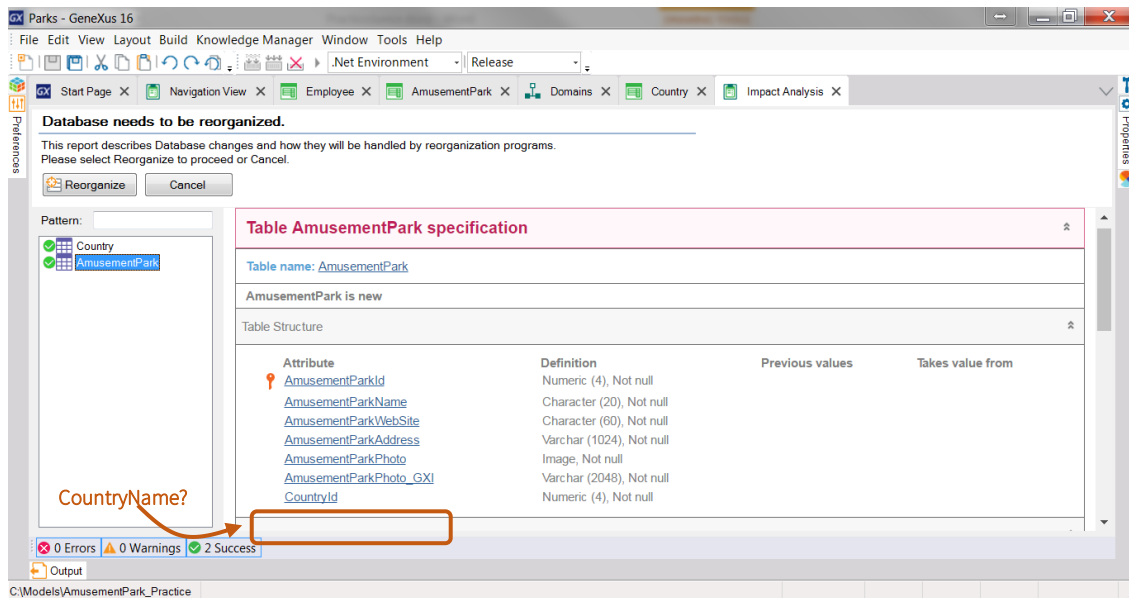 Parks - GeneXus 16
File Edit View Layout Build Knowledge Manager Window Tools Help
.Net Environment Release
Start Page Navigation View Employee AmusementPark Domains Country Impact Analysis
Preferences
Properties
Database needs to be reorganized.
This report describes Database changes and how they will be handled by reorganization programs.
Please select Reorganize to proceed or Cancel.
Reorganize Cancel
Pattern:
Country
AmusementPark
Table AmusementPark specification
Table name: AmusementPark
AmusementPark is new
Table Structure
Attribute Definition Previous values Takes value from
AmusementParkId Numeric (4), Not null
AmusementParkName Character (20), Not null
AmusementParkWebSite Character (60), Not null
AmusementParkAddress Varchar (1024), Not null
AmusementParkPhoto Image, Not null
AmusementParkPhoto_GXI Varchar (2048), Not null
CountryId Numeric (4), Not null
CountryName?
0 Errors 0 Warnings 2 Success
Output
C:\Models\AmusementPark_Practice